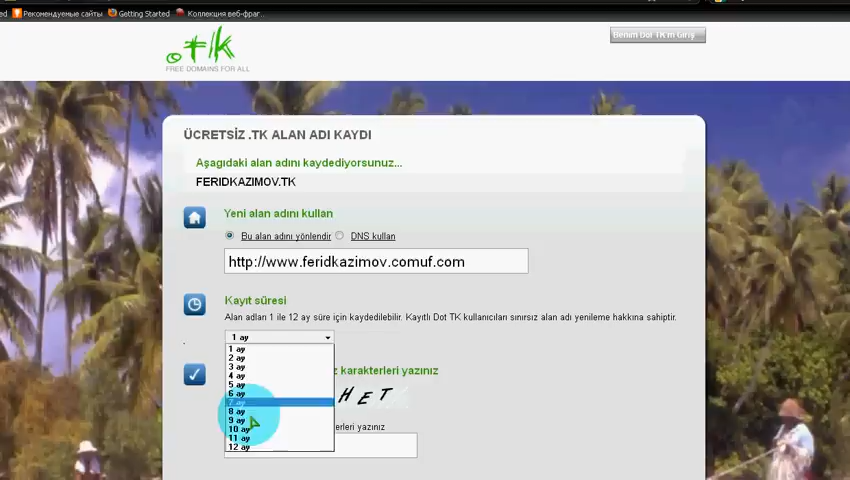 Рекомендуемые сайты
Getting Started
Коллекция веб-фраг...
Benim Dot TK'm Giriş
.TK
FREE DOMAINS FOR ALL
ÜCRETSİZ .TK ALAN ADI KAYDI
Aşagıdaki alan adını kaydediyorsunuz...
FERIDKAZIMOV.TK
Yeni alan adını kullan
Bu alan adını yönlendir
DNS kullan
http://www.feridkazimov.comuf.com
Kayıt süresi
Alan adları 1 ile 12 ay süre için kaydedilebilir. Kayıtlı Dot TK kullanıcıları sınırsız alan adı yenileme hakkına sahiptir.
1 ay
1 ay
2 ay
3 ay
4 ay
5 ay
6 ay
7 ay
8 ay
9 ay
10 ay
11 ay
12 ay
karakterleri yazınız
HET
yazınız